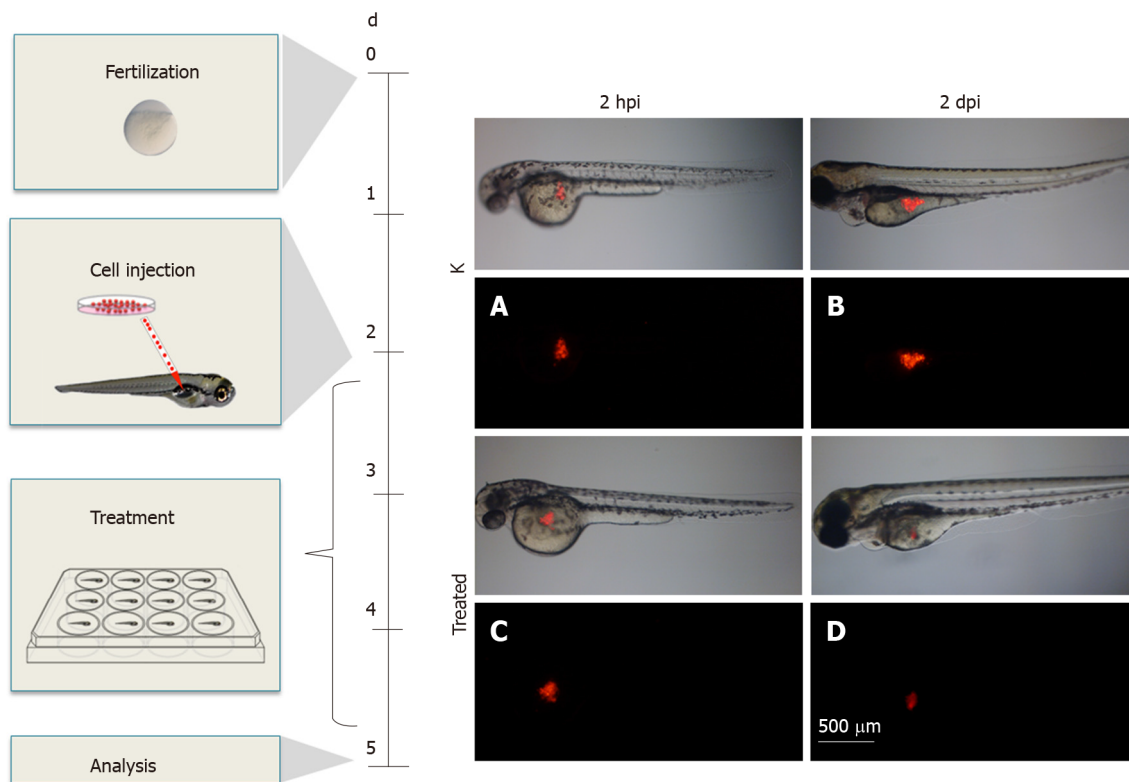 d
0
Fertilization
1
Cell injection
2
3
Treatment
4
5
Analysis
2 hpi
2 dpi
K
A
B
Treated
C
D
500 μm